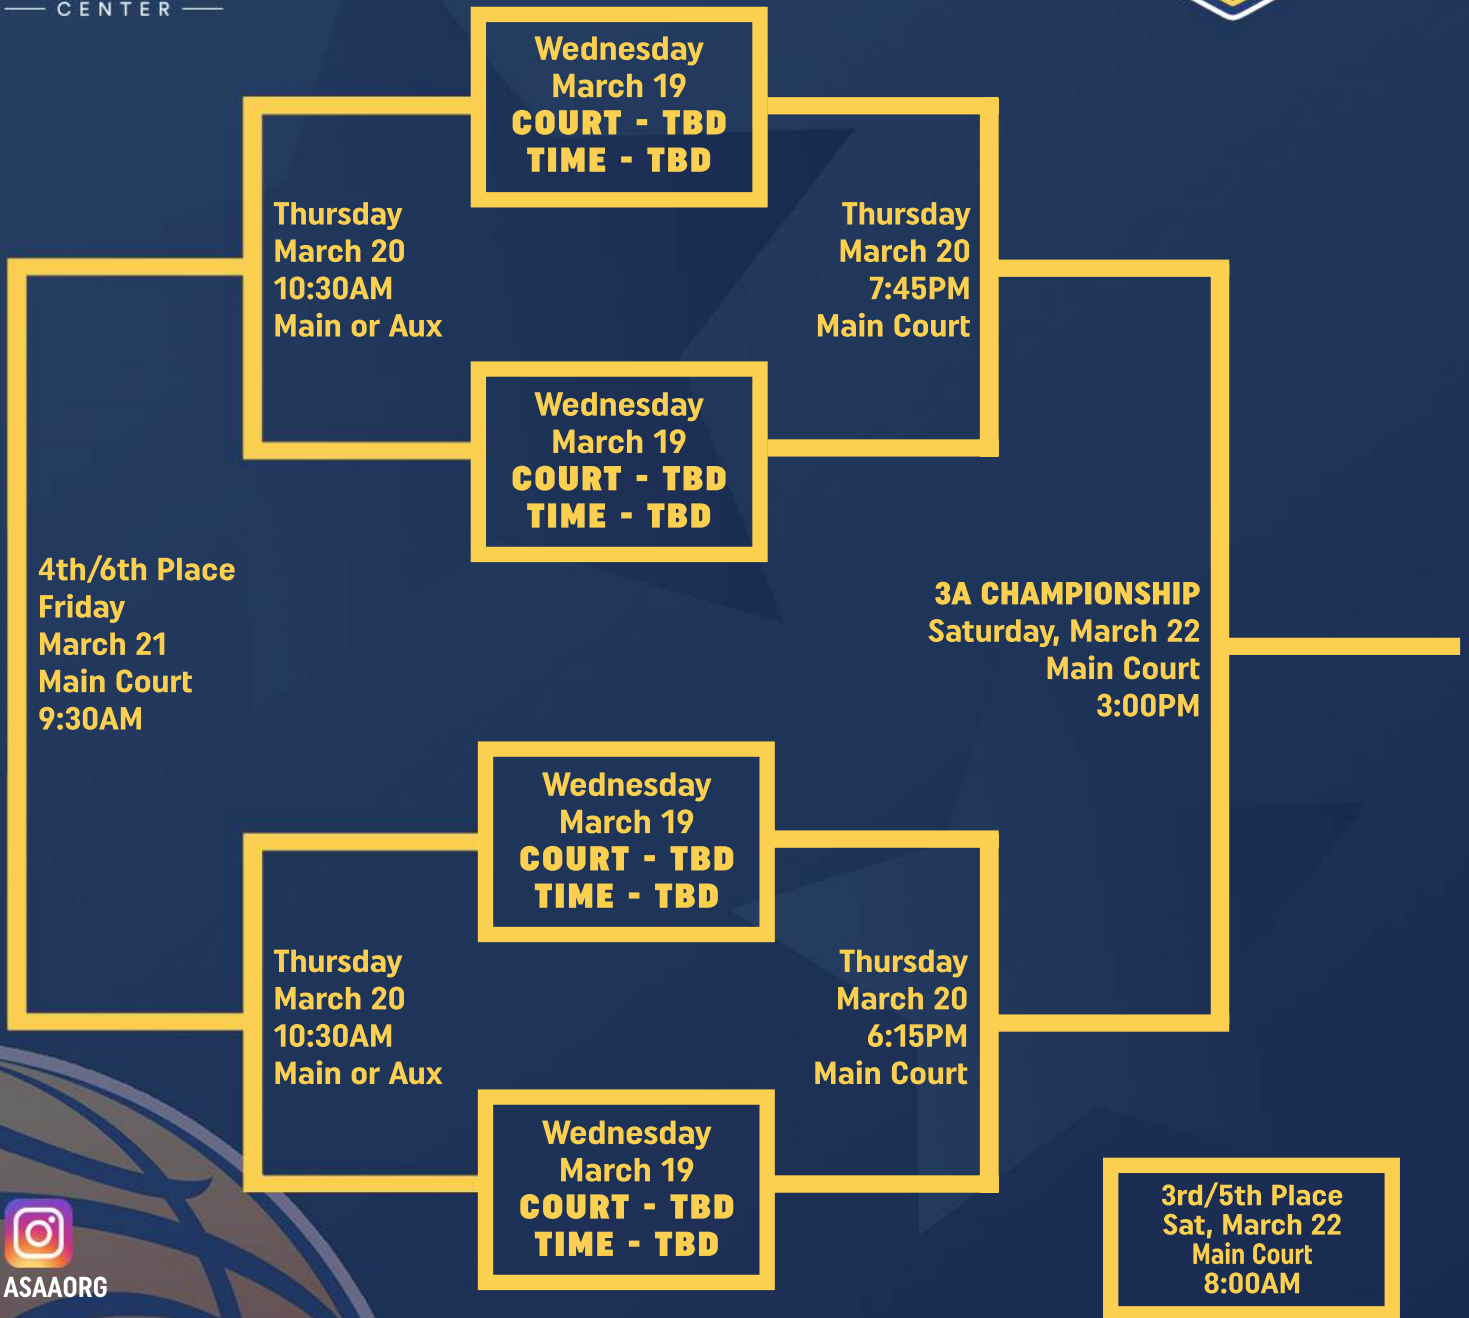 CENTER
Wednesday
March 19
COURT - TBD
TIME - TBD
Thursday
March 20
10:30AM
Main or Aux
Thursday
March 20
7:45PM
Main Court
Wednesday
March 19
COURT - TBD
TIME - TBD
4th/6th Place
Friday
March 21
Main Court
9:30AM
3A CHAMPIONSHIP
Saturday, March 22
Main Court
3:00PM
Wednesday
March 19
COURT - TBD
TIME - TBD
Thursday
March 20
10:30AM
Main or Aux
Thursday
March 20
6:15PM
Main Court
Wednesday
March 19
COURT - TBD
TIME - TBD
3rd/5th Place
Sat, March 22
Main Court
8:00AM
ASAAORG